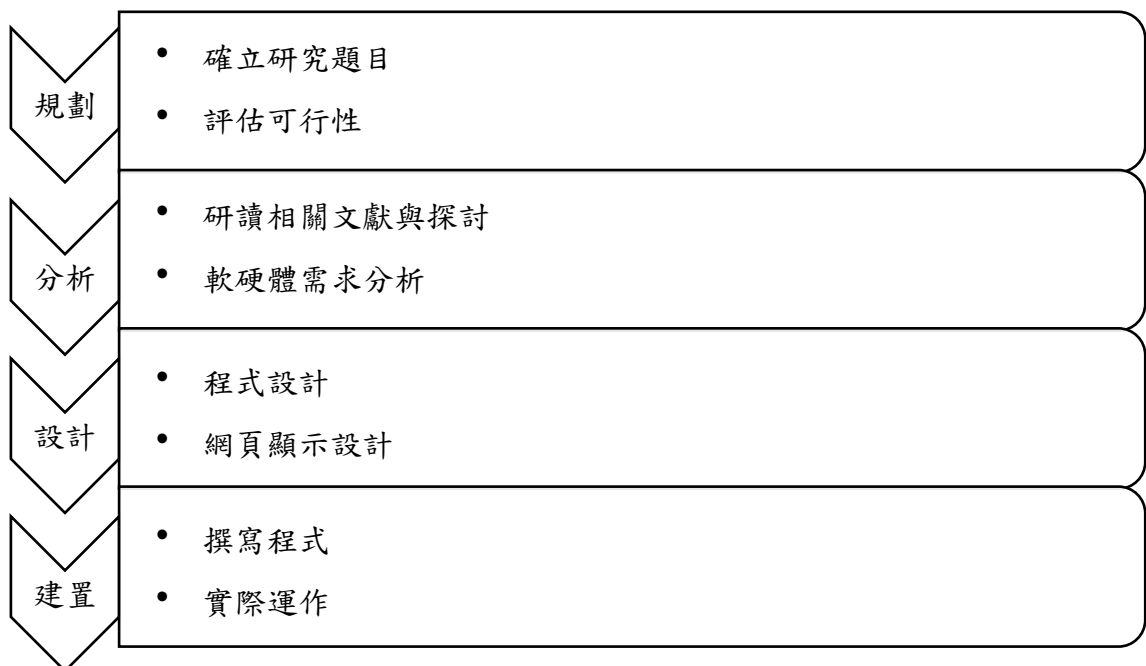 規劃
• 確立研究題目
• 評估可行性
分析
• 研讀相關文獻與探討
• 軟硬體需求分析
設計
• 程式設計
• 網頁顯示設計
建置
• 撰寫程式
• 實際運作